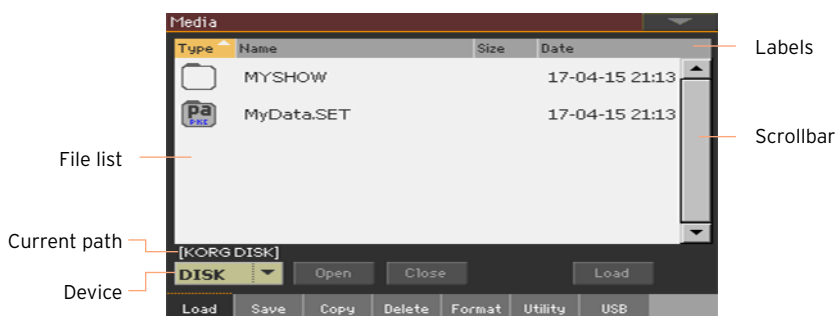 Media
Type Name Size Date
Labels
MYSHOW 17-04-15 21:13
Pa
PKG
MyData.SET 17-04-15 21:13
Scrollbar
File list
Current path
[KORG DISK]
Device
DISK Open Close Load
Load Save Copy Delete Format Utility USB